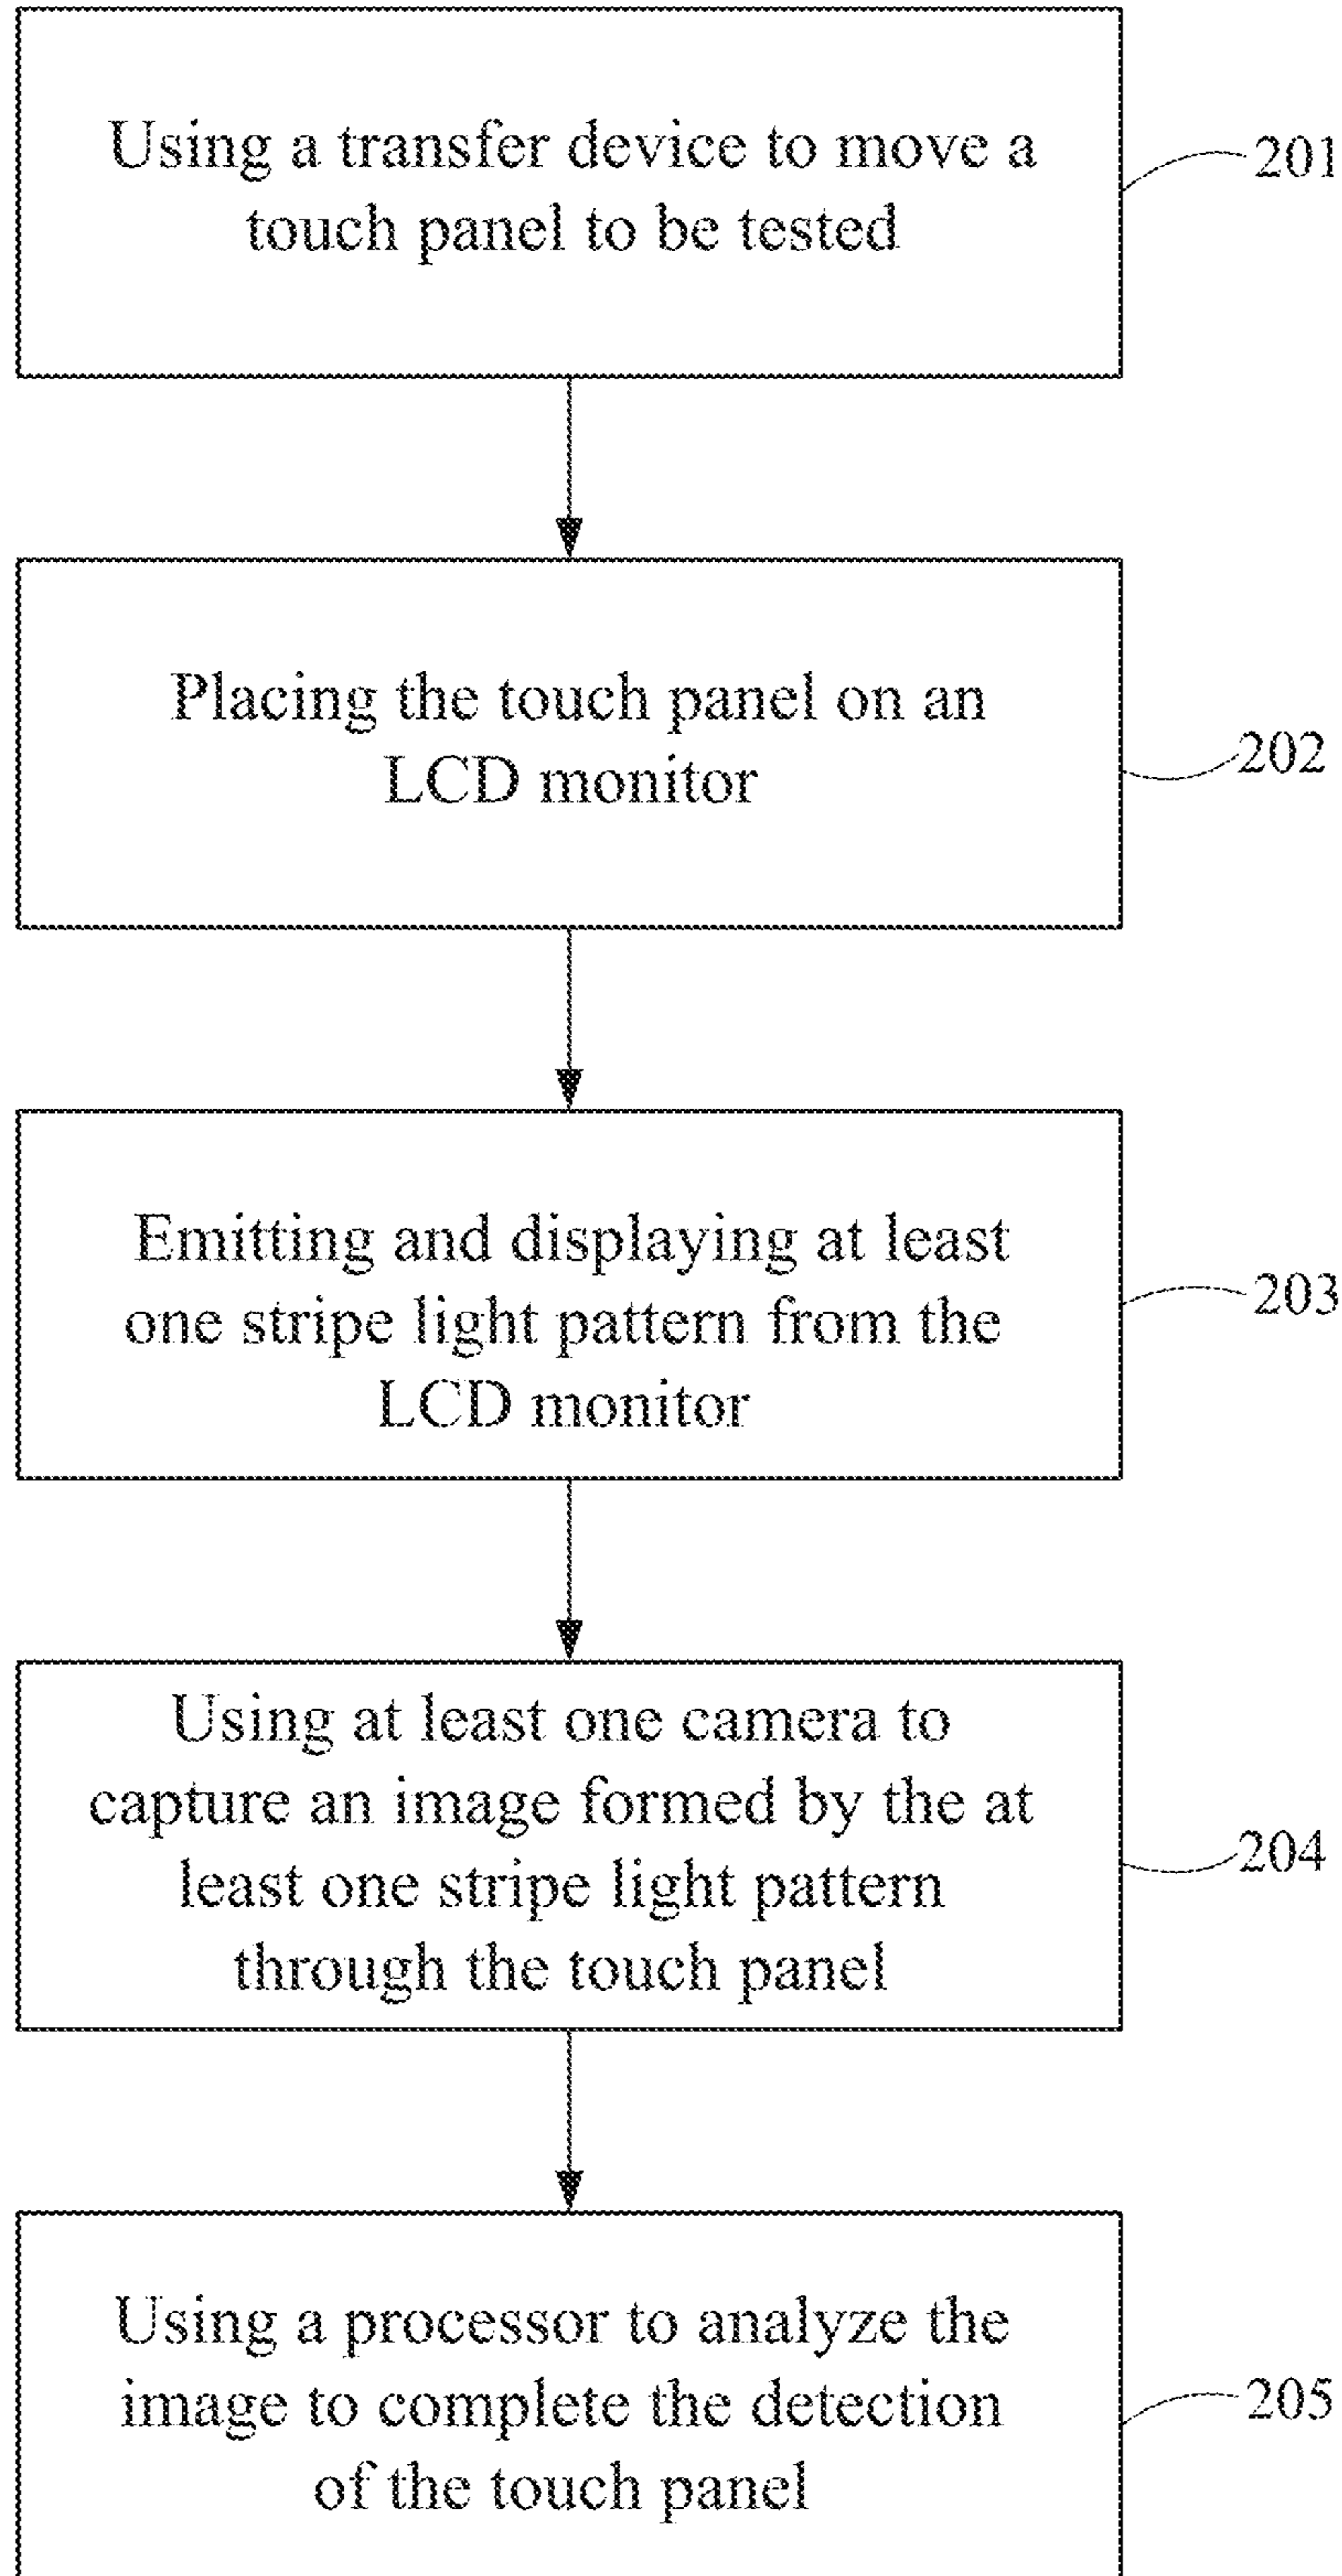 Using a transfer device to move a
touch panel to be tested
201
Placing the touch panel on an
LCD monitor
202
Emitting and displaying at least
one stripe light pattern from the
LCD monitor
203
Using at least one camera to
capture an image formed by the at
least one stripe light pattern
through the touch panel
204
Using a processor to analyze the
image to complete the detection
of the touch panel
205